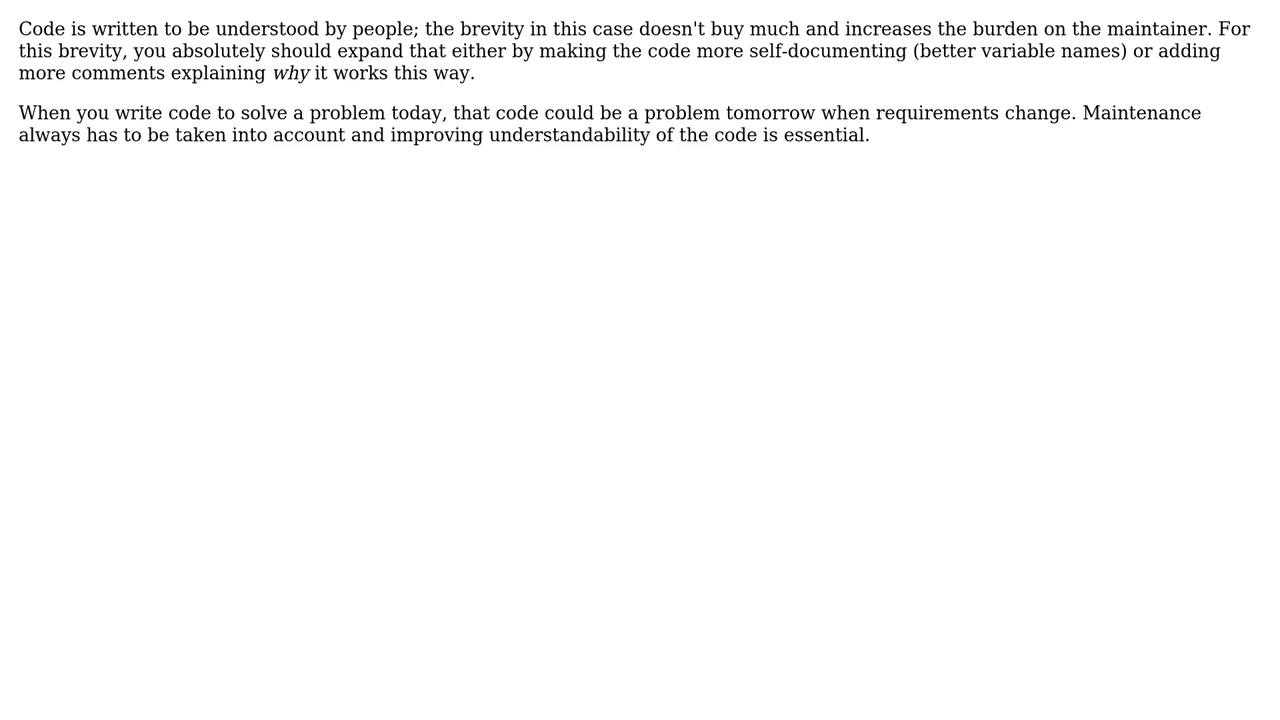 Code is written to be understood by people; the brevity in this case doesn't buy much and increases the burden on the maintainer. For
this brevity, you absolutely should expand that either by making the code more self-documenting (better variable names) or adding
more comments explaining why it works this way.
When you write code to solve a problem today, that code could be a problem tomorrow when requirements change. Maintenance
always has to be taken into account and improving understandability of the code is essential.